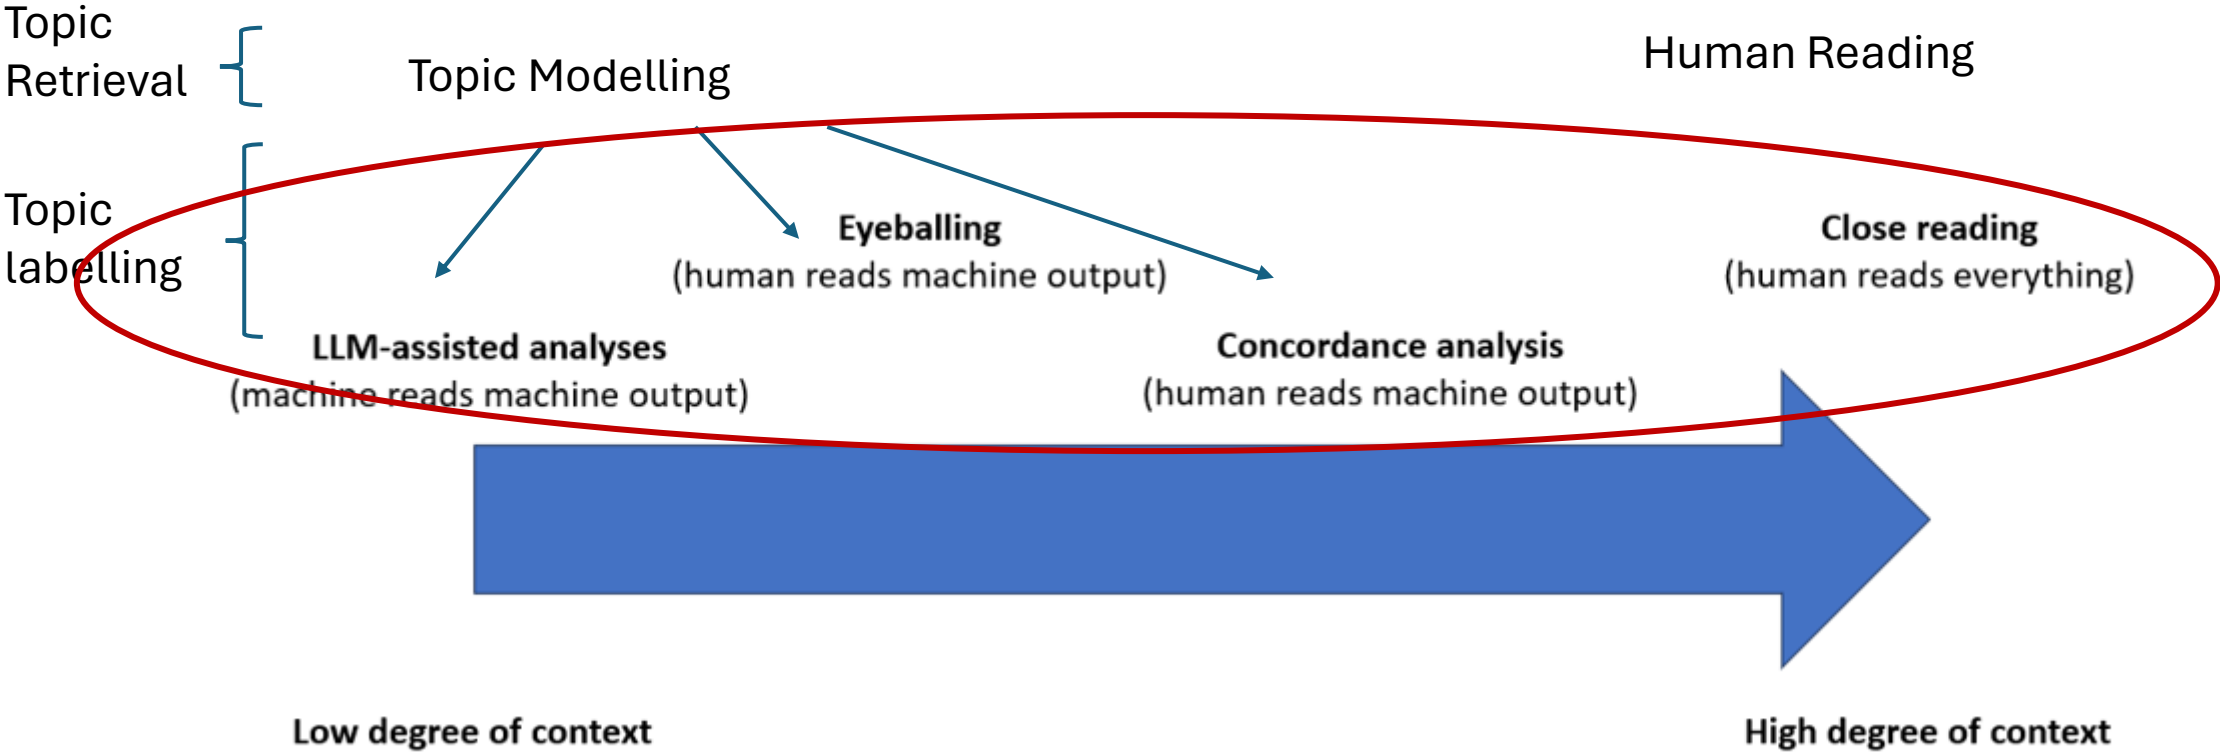 Topic
Retrieval
Topic Modelling
Human Reading
Topic
labelling
Eyeballing
(human reads machine output)
Close reading
(human reads everything)
LLM-assisted analyses
(machine reads machine output)
Concordance analysis
(human reads machine output)
Low degree of context
High degree of context